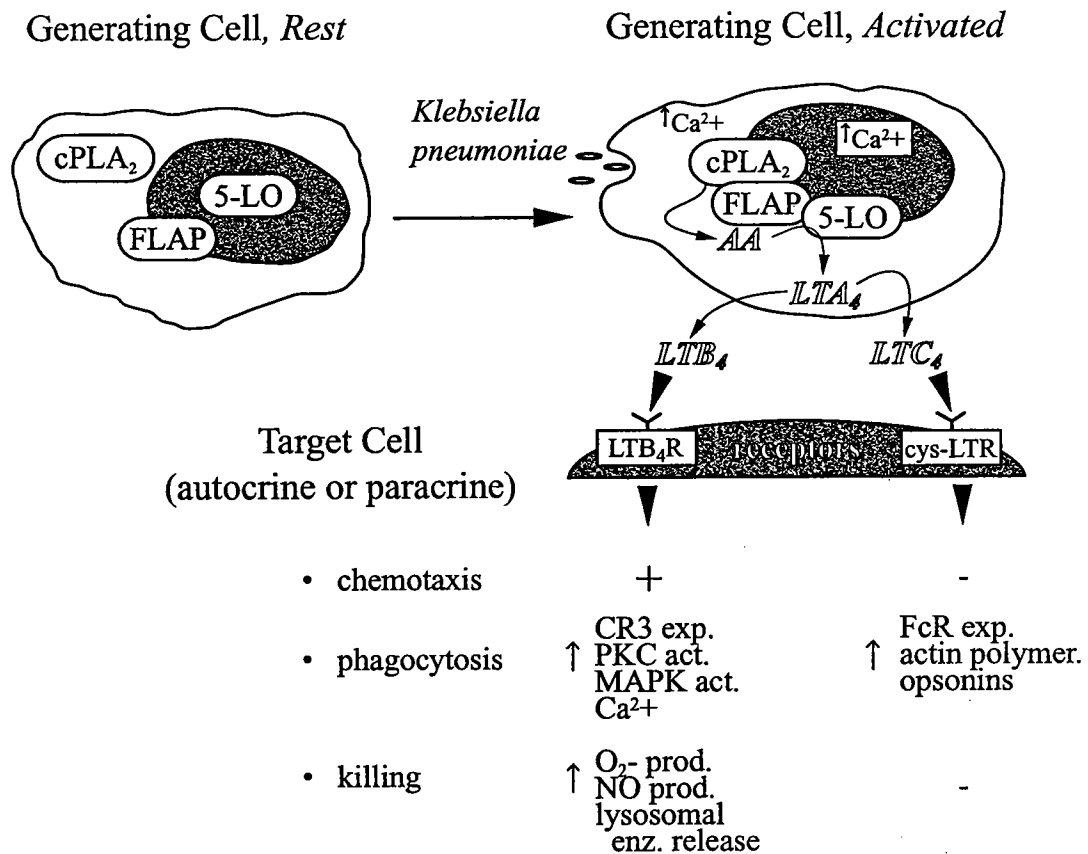 Generating Cell, Rest
Generating Cell, Activated
cPLA₂
5-LO
FLAP
Klebsiella
pneumoniae
↑Ca²+
↑Ca²+
cPLA₂
FLAP
5-LO
AA
LTA₄
LTB₄
LTC₄
Target Cell
(autocrine or paracrine)
LTB₄R
receptors
cys-LTR
• chemotaxis
+
-
• phagocytosis
↑
CR3 exp.
PKC act.
MAPK act.
Ca²+
↑
FcR exp.
actin polymer.
opsonins
• killing
↑
O₂- prod.
NO prod.
lysosomal
enz. release
-